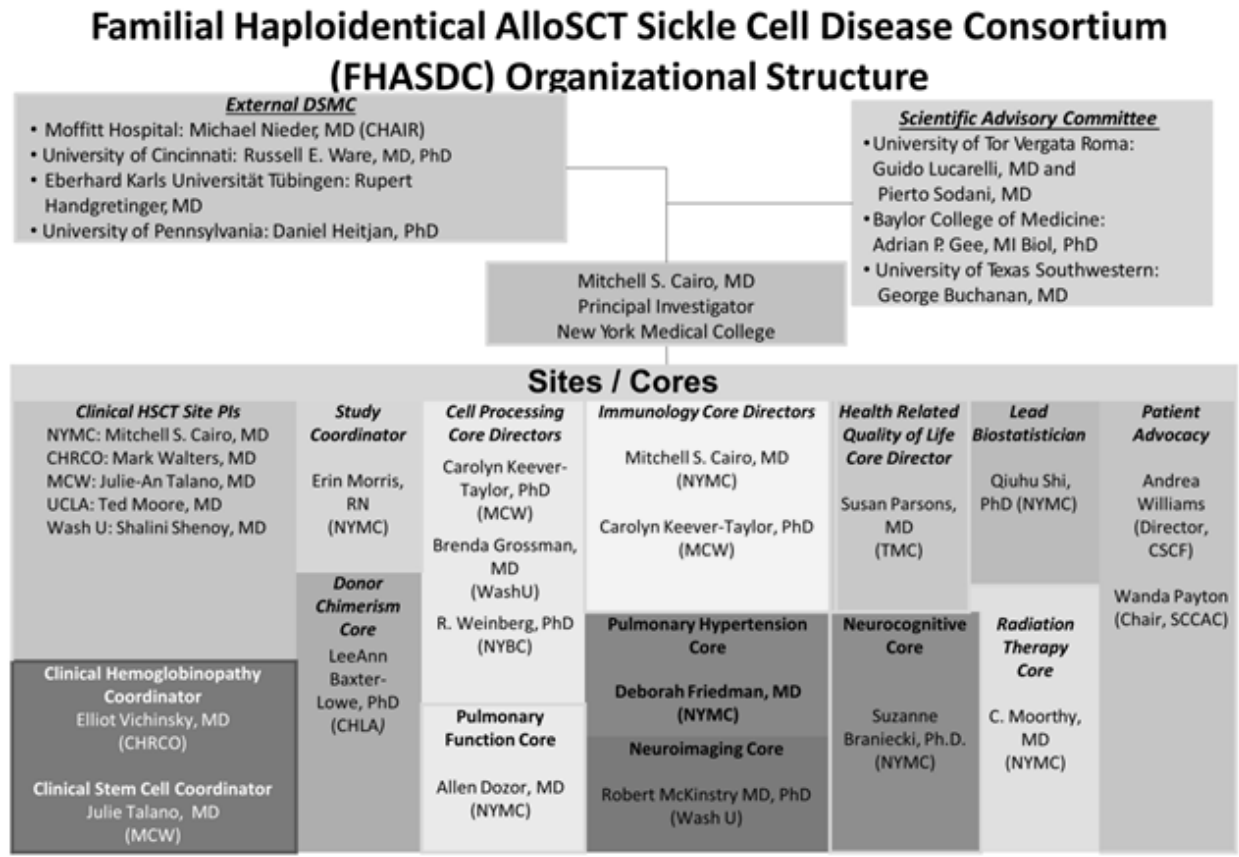 Familial Haploidentical AlloSCT Sickle Cell Disease Consortium
(FHASDC) Organizational Structure
External DSMC
• Moffitt Hospital: Michael Nieder, MD (CHAIR)
• University of Cincinnati: Russell E. Ware, MD, PhD
• Eberhard Karls Universität Tübingen: Rupert
Handgretinger, MD
• University of Pennsylvania: Daniel Heitjan, PhD
Scientific Advisory Committee
• University of Tor Vergata Roma:
Guido Lucarelli, MD and
Pierto Sodani, MD
• Baylor College of Medicine:
Adrian P. Gee, MI Biol, PhD
• University of Texas Southwestern:
George Buchanan, MD
Mitchell S. Cairo, MD
Principal Investigator
New York Medical College
Sites / Cores
Clinical HSCT Site PIs
NYMC: Mitchell S. Cairo, MD
CHRCO: Mark Walters, MD
MCW: Julie-An Talano, MD
UCLA: Ted Moore, MD
Wash U: Shalini Shenoy, MD
Clinical Hemoglobinopathy
Coordinator
Elliot Vichinsky, MD
(CHRCO)
Clinical Stem Cell Coordinator
Julie Talano, MD
(MCW)
Study
Coordinator
Erin Morris,
RN
(NYMC)
Donor
Chimerism
Core
LeeAnn
Baxter-
Lowe, PhD
(CHLA)
Cell Processing
Core Directors
Carolyn Keever-
Taylor, PhD
(MCW)
Brenda Grossman,
MD
(WashU)
R. Weinberg, PhD
(NYBC)
Pulmonary
Function Core
Allen Dozor, MD
(NYMC)
Immunology Core Directors
Mitchell S. Cairo, MD
(NYMC)
Carolyn Keever-Taylor, PhD
(MCW)
Pulmonary Hypertension
Core
Deborah Friedman, MD
(NYMC)
Neuroimaging Core
Robert McKinstry MD, PhD
(Wash U)
Health Related
Quality of Life
Core Director
Susan Parsons,
MD
(TMC)
Neurocognitive
Core
Suzanne
Braniecki, Ph.D.
(NYMC)
Lead
Biostatistician
Qiuhu Shi,
PhD (NYMC)
Radiation
Therapy
Core
C. Moorthy,
MD
(NYMC)
Patient
Advocacy
Andrea
Williams
(Director,
CSCF)
Wanda Payton
(Chair, SCCAC)